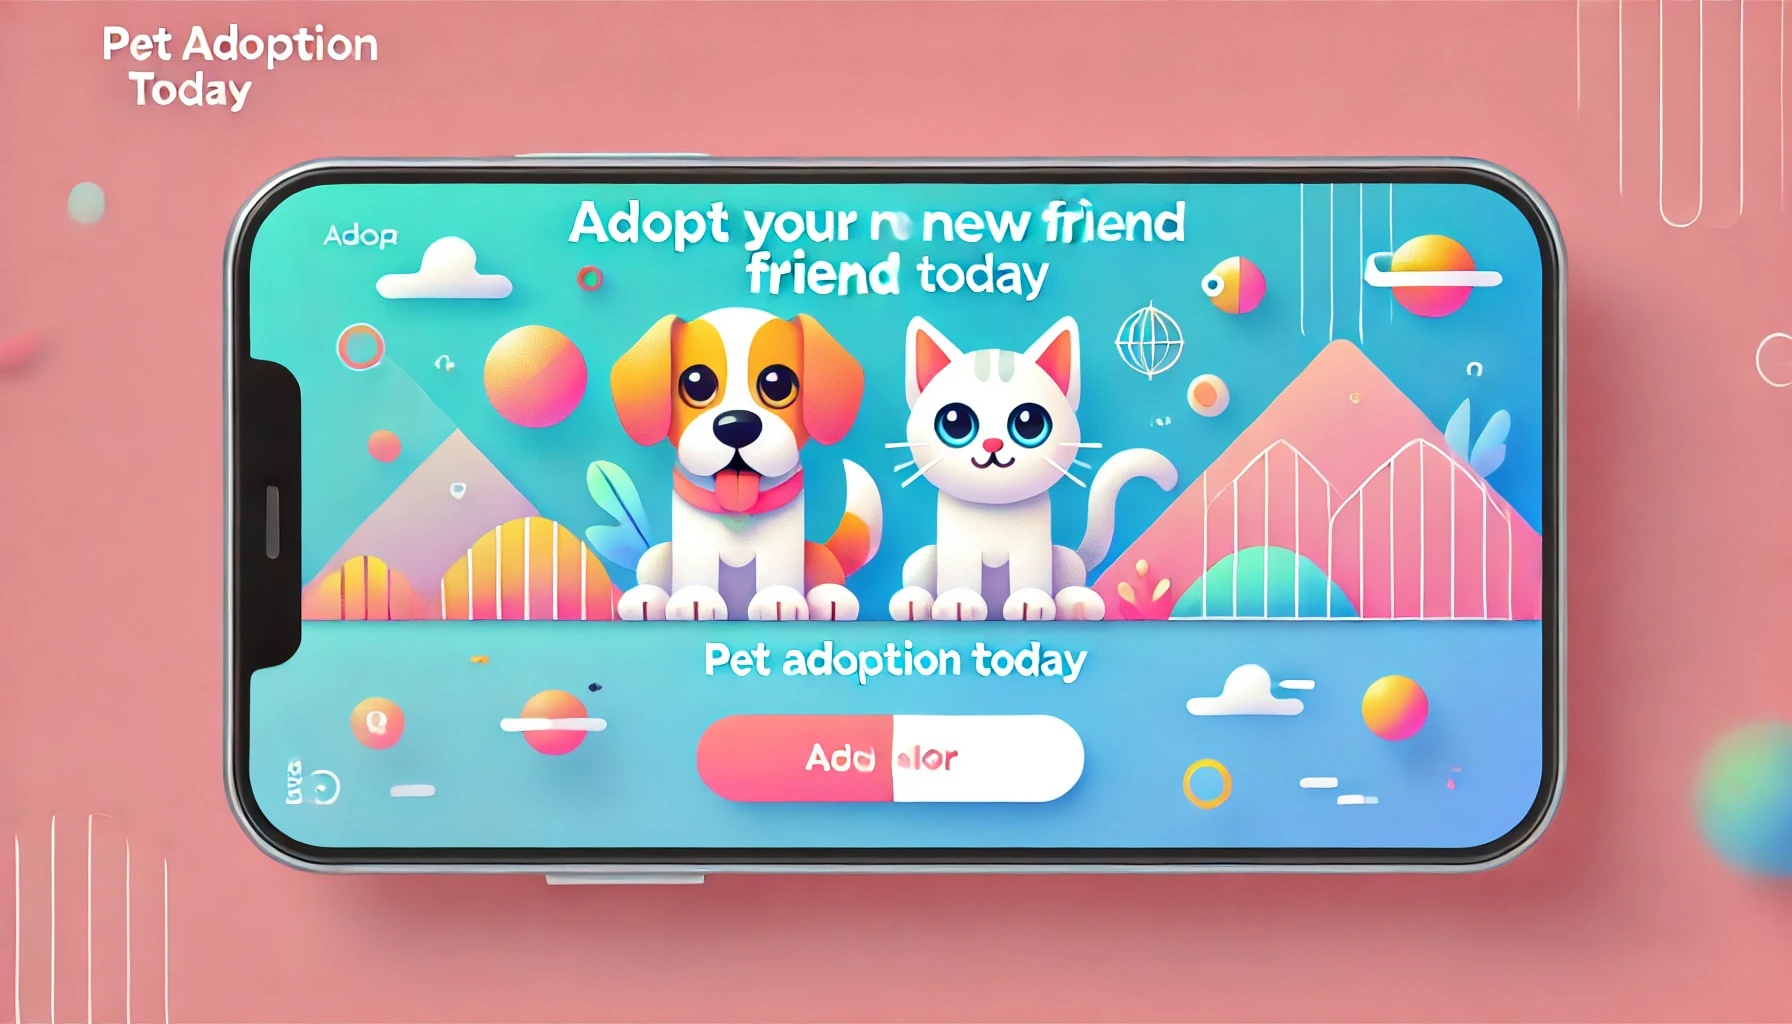 Pet Adoption
Today
Adop
Adopt your n new friend
friend today
Pet adoption today
Add alor